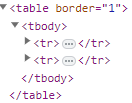 ▼<table border="1">
▼<tbody>
▶<tr>…</tr>
▶<tr>…</tr>
</tbody>
</table>